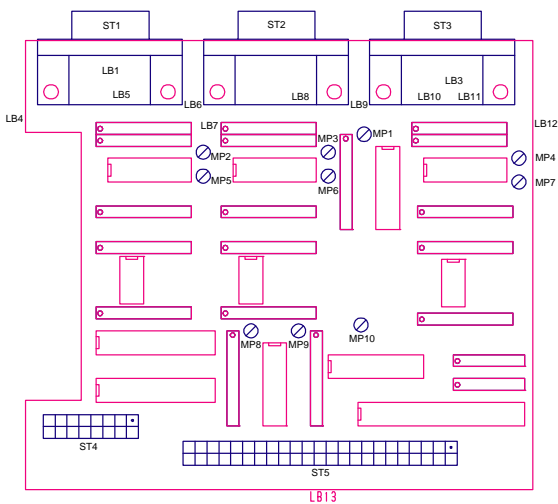 ST1
ST2
ST3
LB1
LB3
LB5
LB8
LB10
LB11
LB6
LB9
LB4
LB7
LB12
MP1
MP3
MP2
MP4
MP5
MP6
MP7
MP8
MP9
MP10
ST4
ST5
LB13